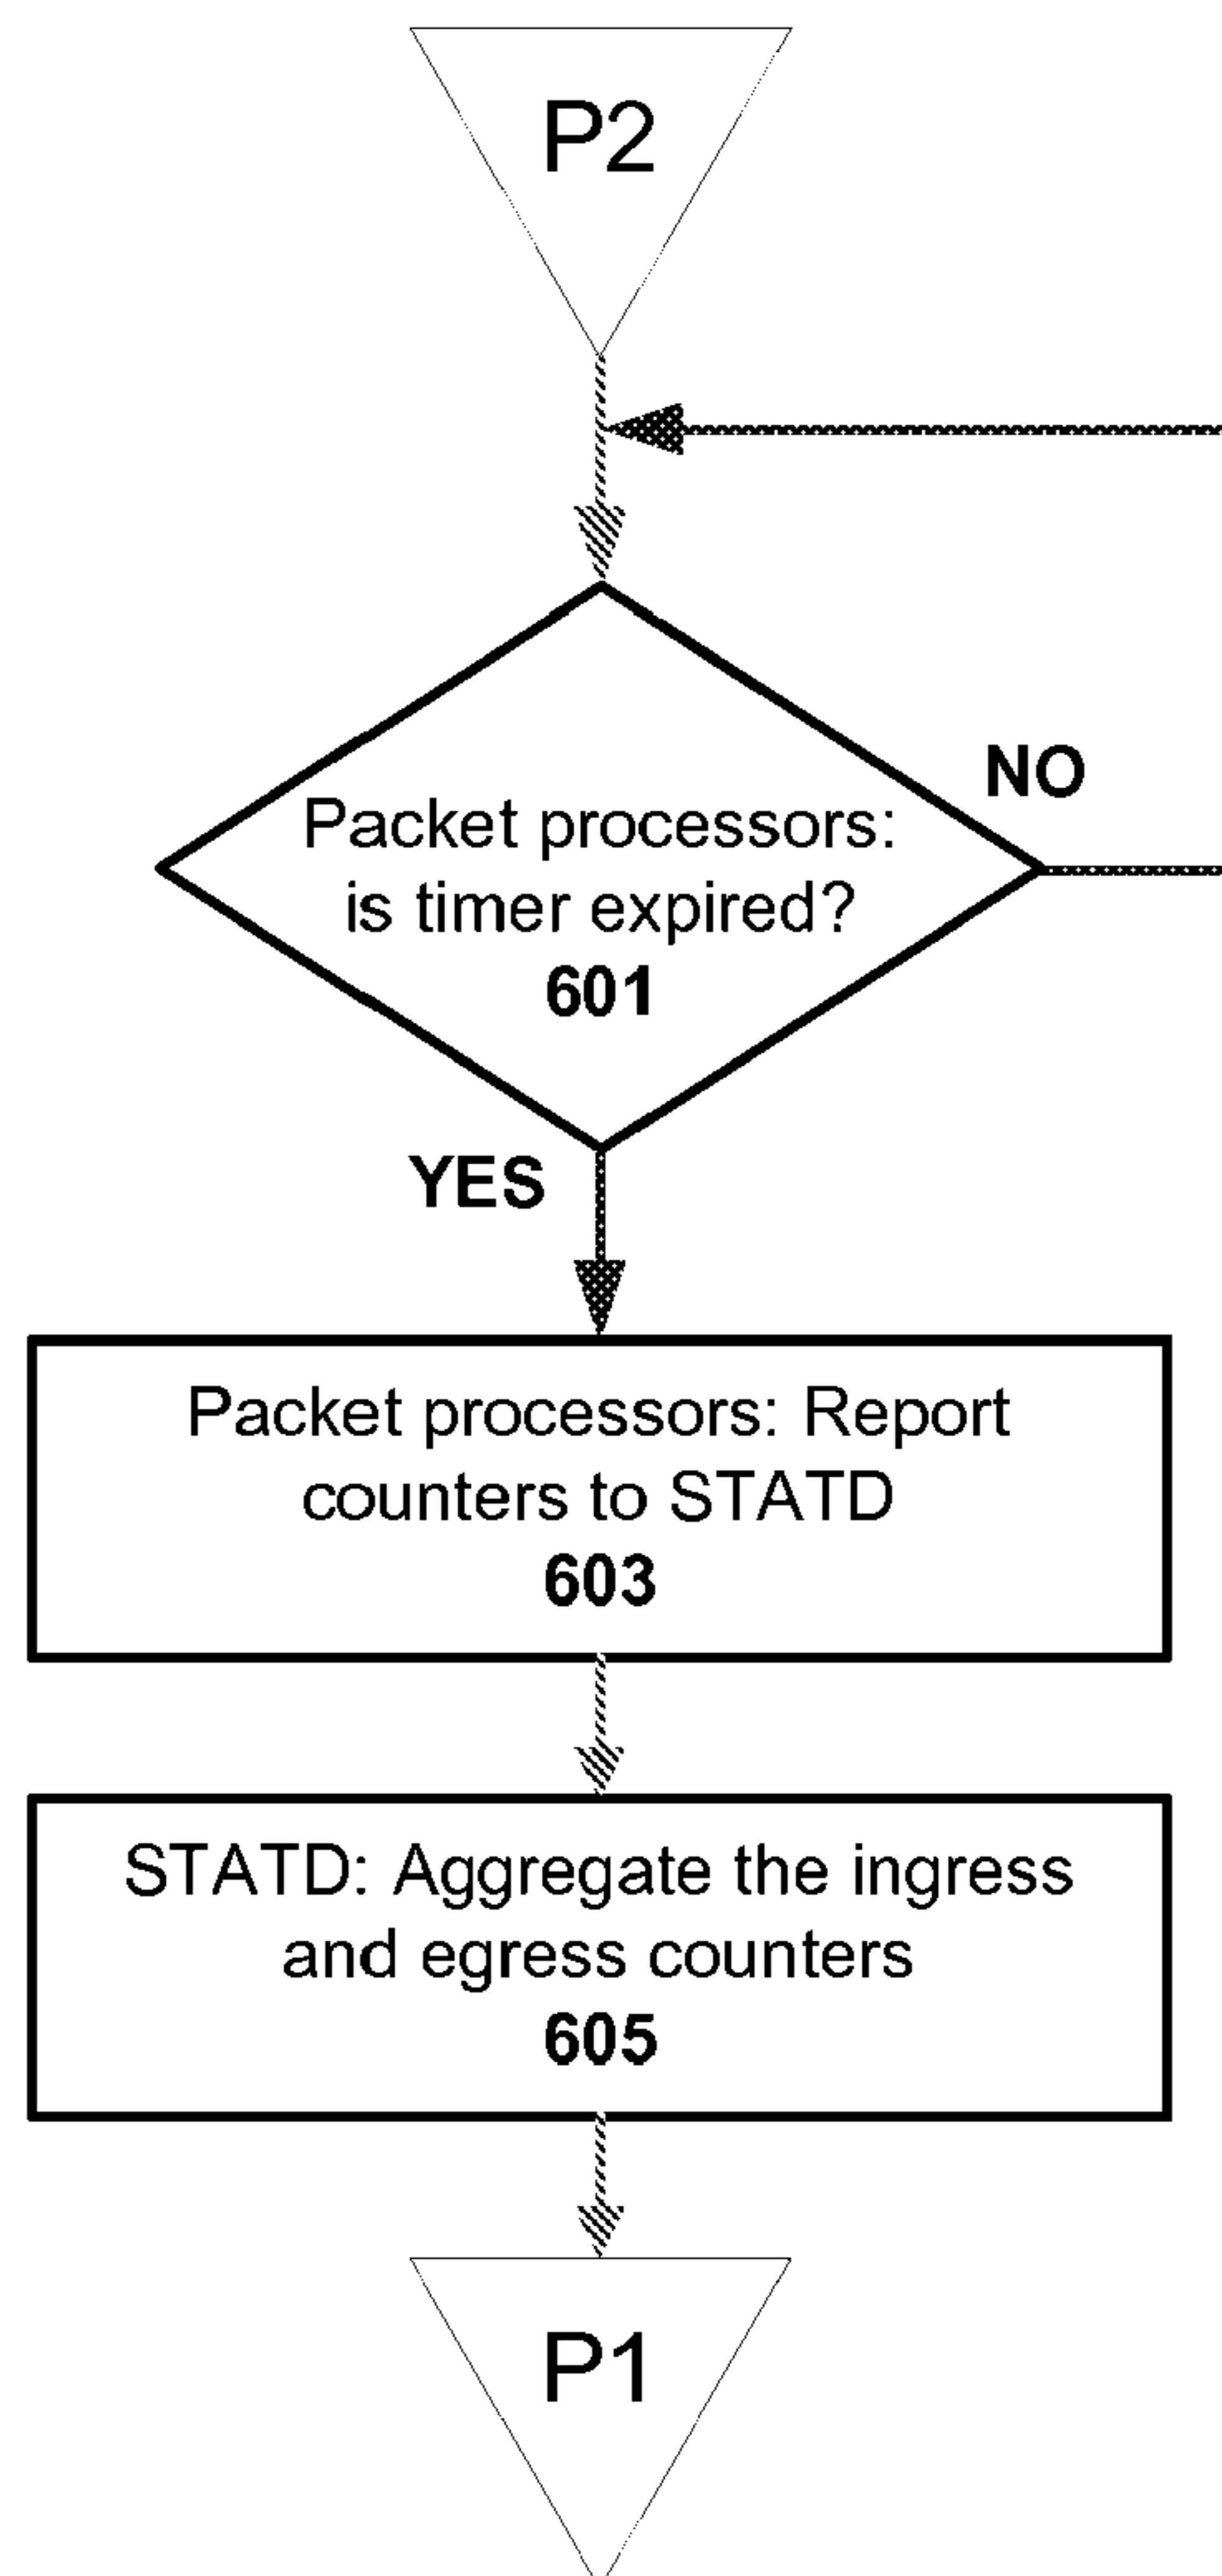 P2
NO
Packet processors:
is timer expired?
601
YES
Packet processors: Report
counters to STATD
603
STATD: Aggregate the ingress
and egress counters
605
P1